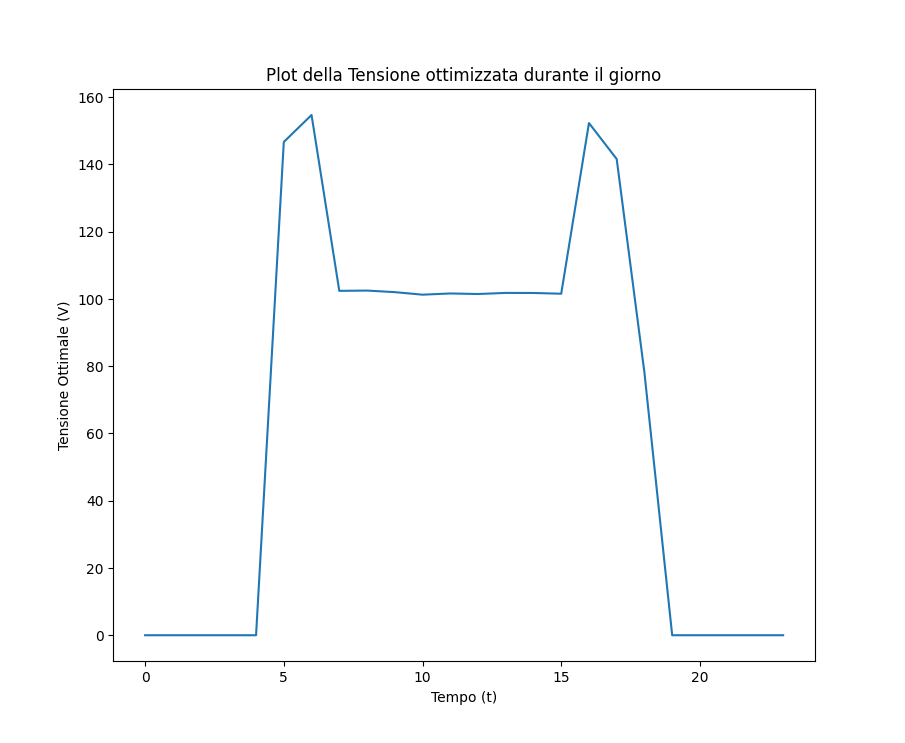 Plot della Tensione ottimizzata durante il giorno
160
140
120
100
80
60
40
20
0
Tensione Ottimale (V)
0 5 10 15 20
Tempo (t)